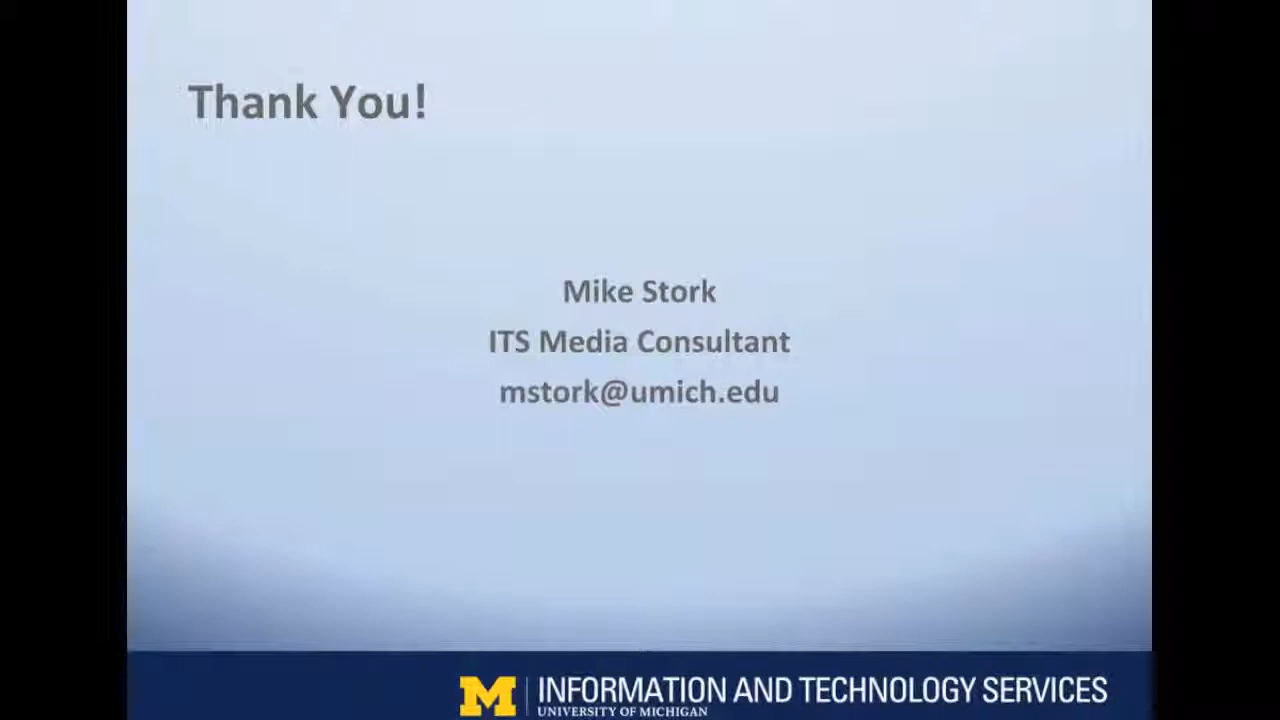 Thank You!
Mike Stork
ITS Media Consultant
mstork@umich.edu
M
INFORMATION AND TECHNOLOGY SERVICES
UNIVERSITY OF MICHIGAN